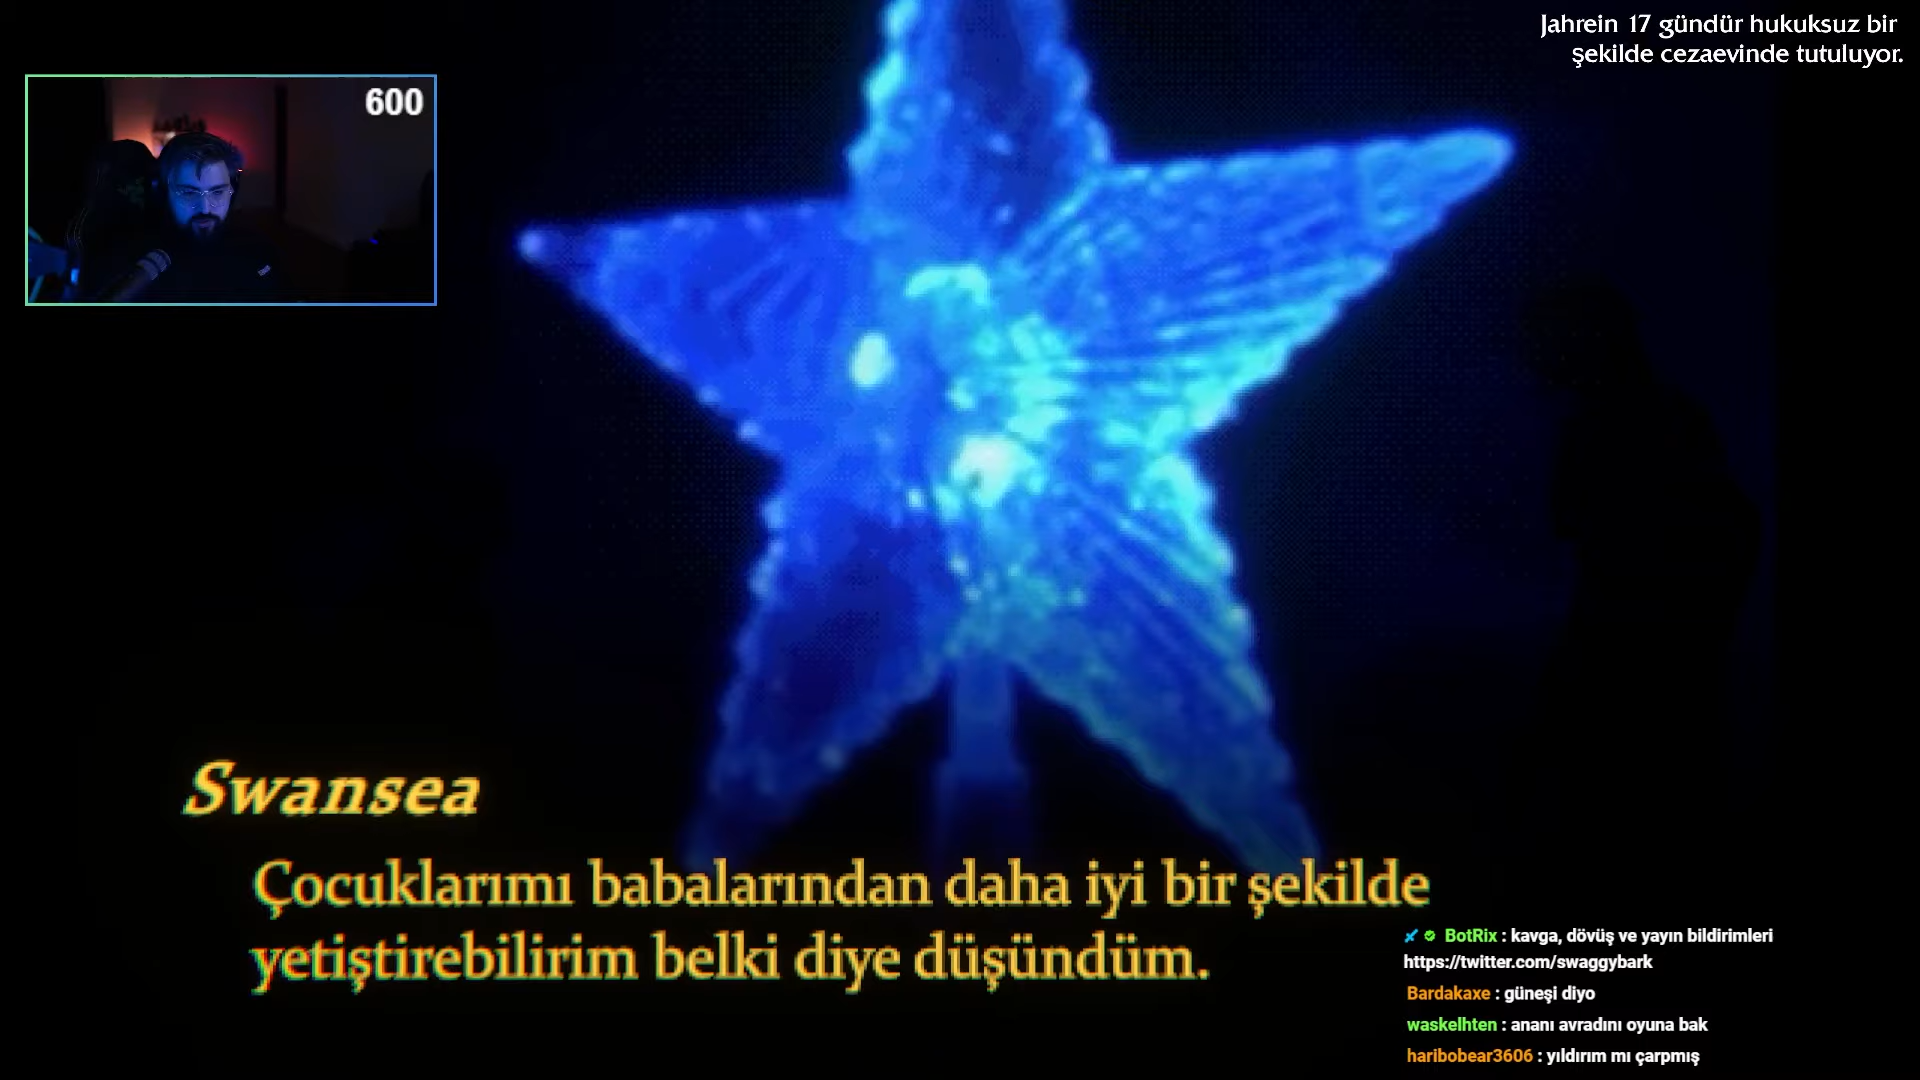 Jahrein 17 gündür hukuksuz bir
şekilde cezaevinde tutuluyor.
600
Swansea
Çocuklarımı babalarından daha iyi bir şekilde
yetiştirebilirim belki diye düşündüm.
BotRix : kavga, dövüş ve yayın bildirimleri
https://twitter.com/swaggybark
Bardakaxe : güneşi diyo
waskelhten : ananı avradını oyuna bak
haribobear3606 : yıldırım mı çarpmış